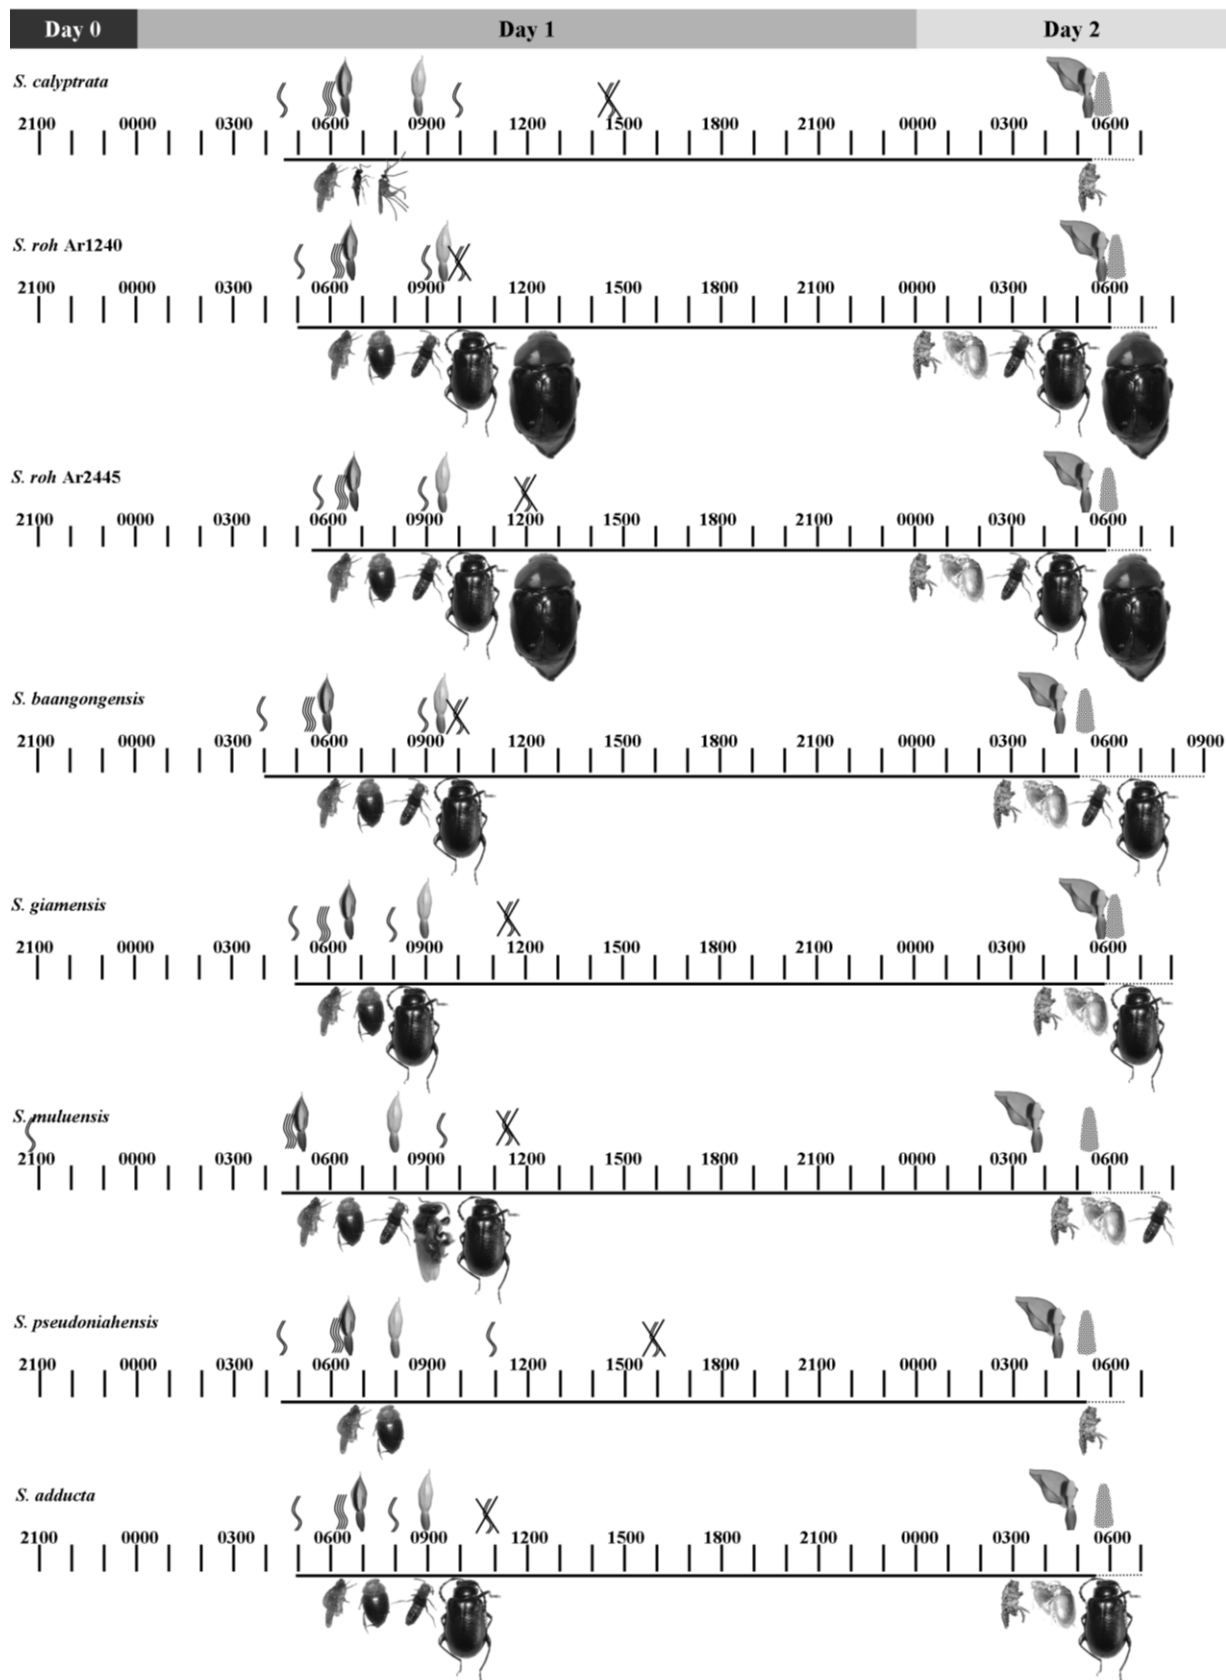 Day 0 Day 1 Day 2
S. calyptrata
2100 0000 0300 0600 0900 1200 1500 1800 2100 0000 0300 0600
S. roh Ar1240
2100 0000 0300 0600 0900 1200 1500 1800 2100 0000 0300 0600
S. roh Ar2445
2100 0000 0300 0600 0900 1200 1500 1800 2100 0000 0300 0600
S. baangongensis
2100 0000 0300 0600 0900 1200 1500 1800 2100 0000 0300 0600 0900
S. giamensis
2100 0000 0300 0600 0900 1200 1500 1800 2100 0000 0300 0600
S. muluensis
2100 0000 0300 0600 0900 1200 1500 1800 2100 0000 0300 0600
S. pseudoniahensis
2100 0000 0300 0600 0900 1200 1500 1800 2100 0000 0300 0600
S. adducta
2100 0000 0300 0600 0900 1200 1500 1800 2100 0000 0300 0600